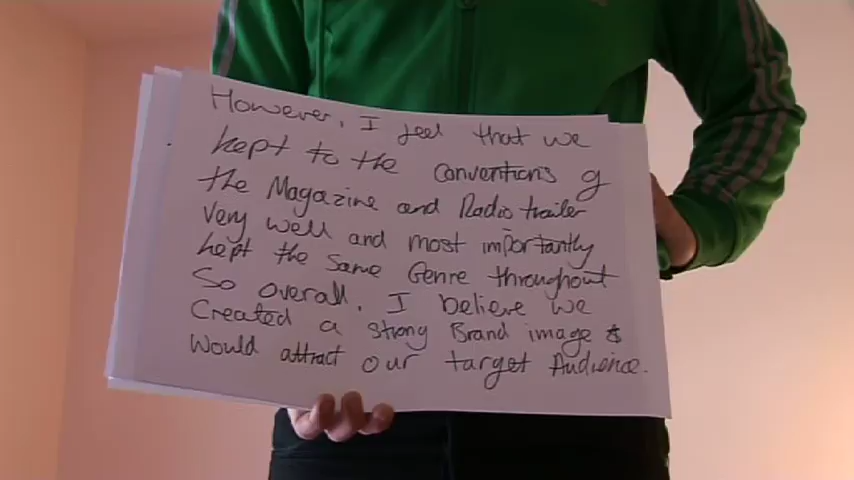 However, I feel that we
kept to the conventions of
the Magazine and Radio trailer
very well and most importantly
kept the same Genre throughout
So overall, I believe we
created a strong Brand image &
would attract our target Audience.